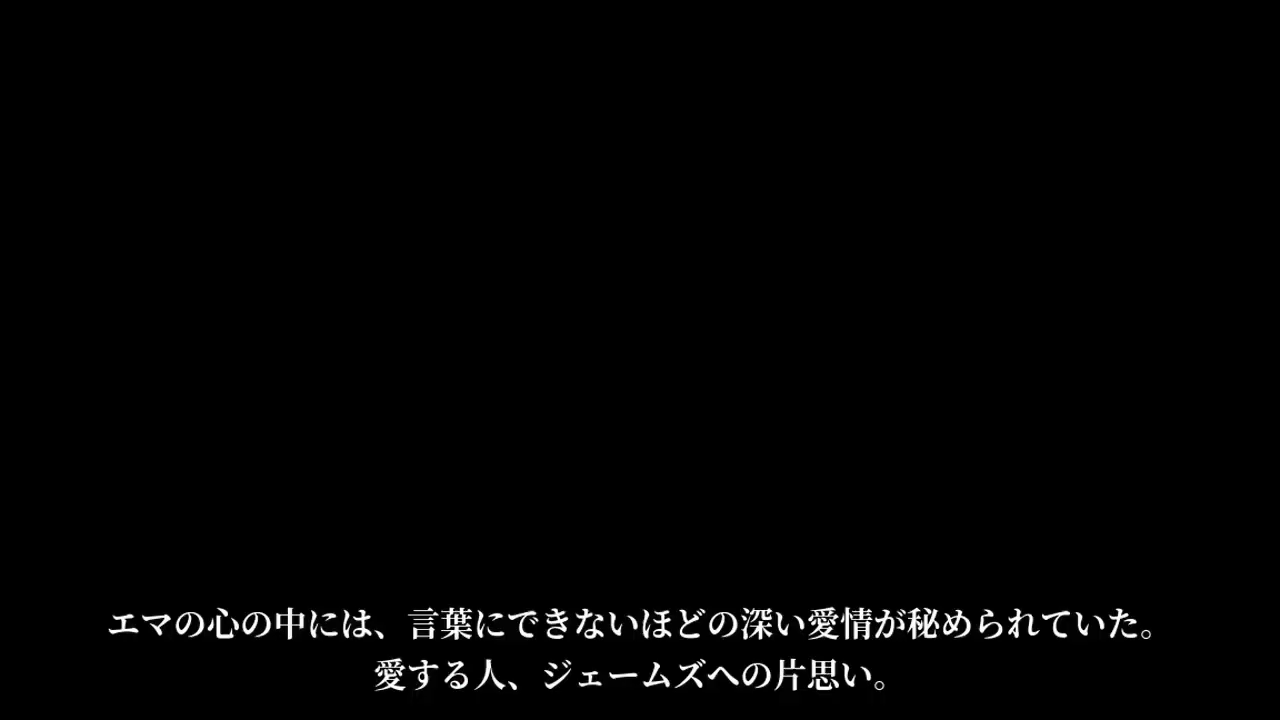 エマの心の中には、言葉にできないほどの深い愛情が秘められていた。
愛する人、ジェームズへの片思い。